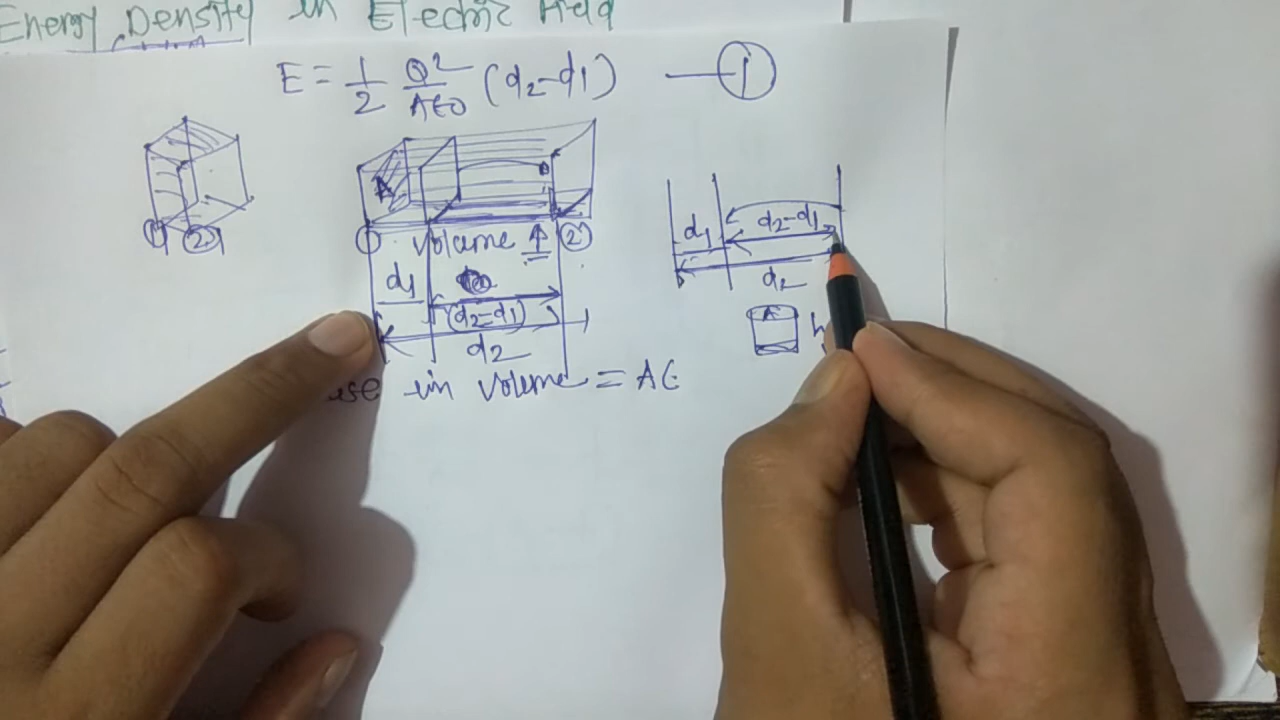 Energy Density in Electric Field
E = 1/2 Q²/AE0 (d2-d1) — 1
A
1 Volume ↑ 2
1 2
d1 d2-d1
d1
(d2-d1)
d2
d2
A
h
in volume = A(